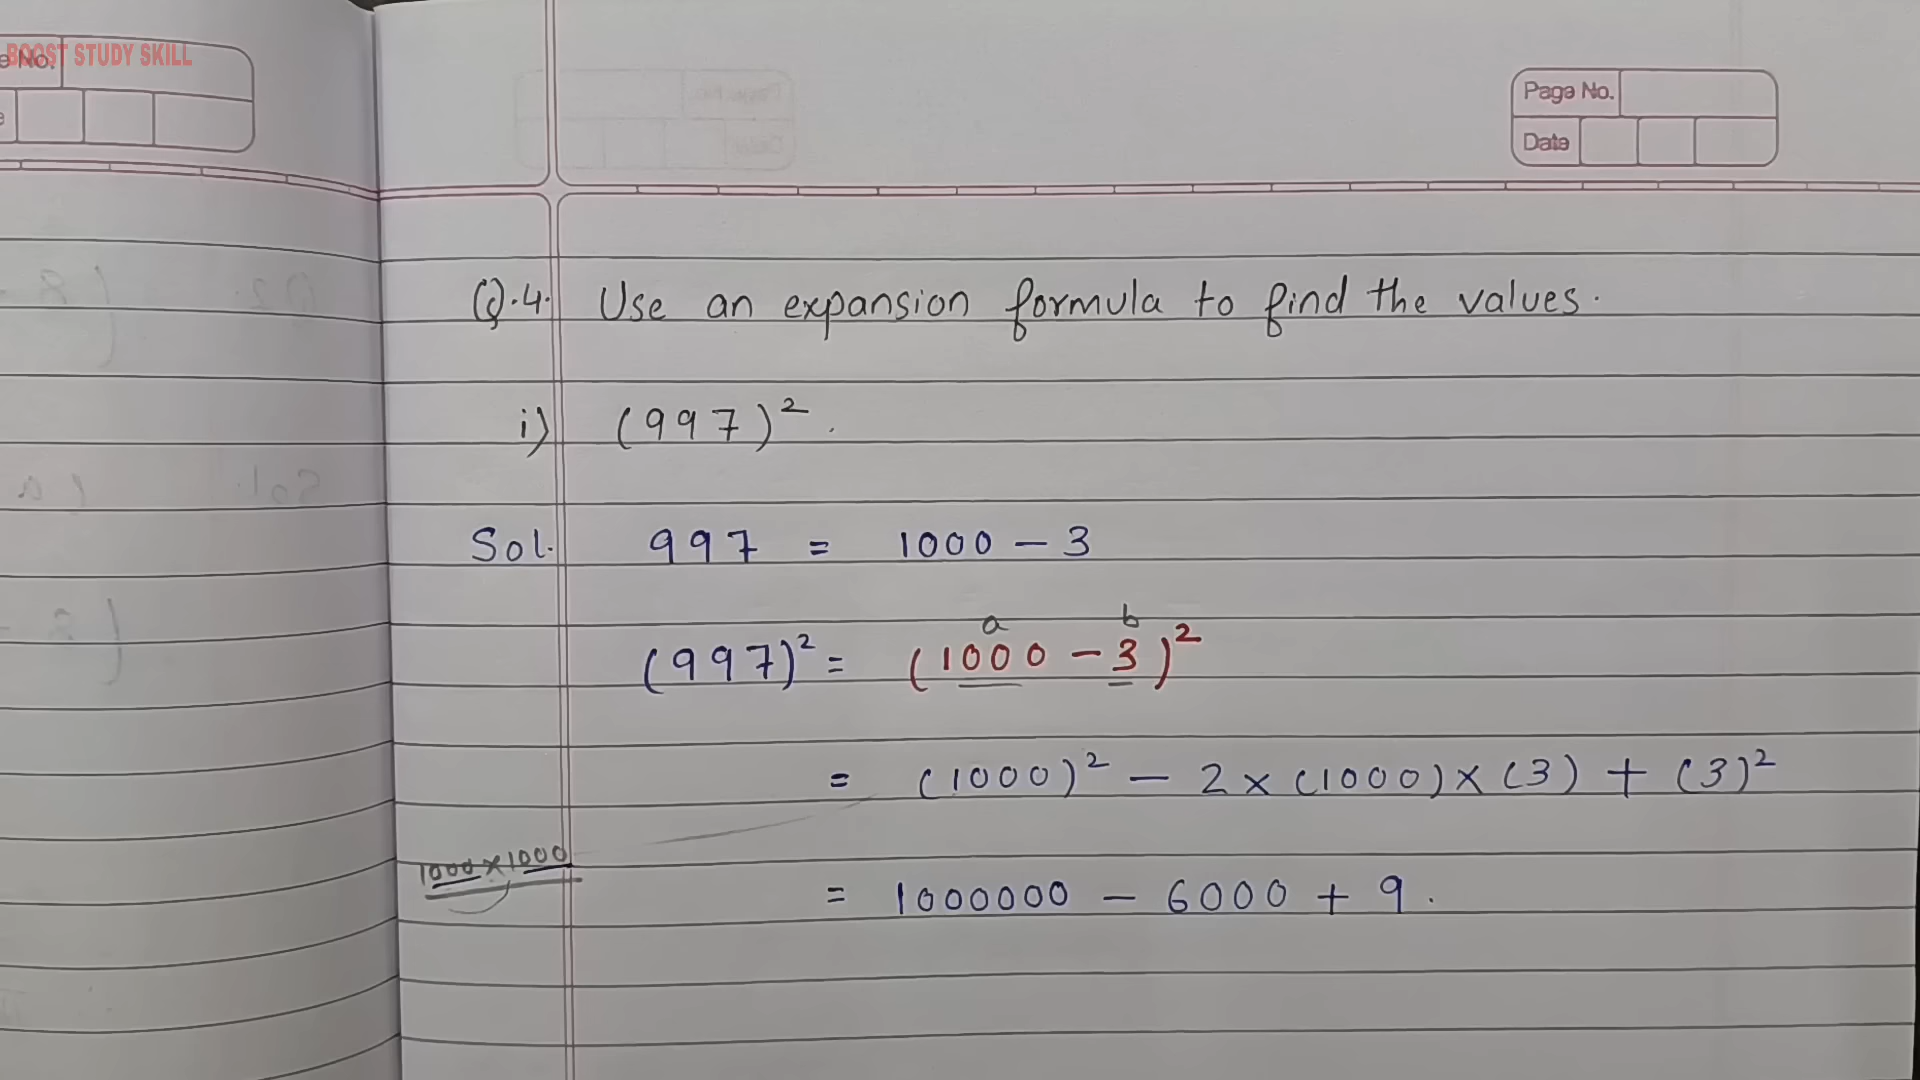 BOOST STUDY SKILL
e No.
Page No.
Date
Q.4. Use an expansion formula to find the values.
i) (997)².
Sol. 997 = 1000 - 3
a b
(997)² = (1000 - 3)²
= (1000)² - 2 × (1000) × (3) + (3)²
1000 × 1000
= 1000000 - 6000 + 9.